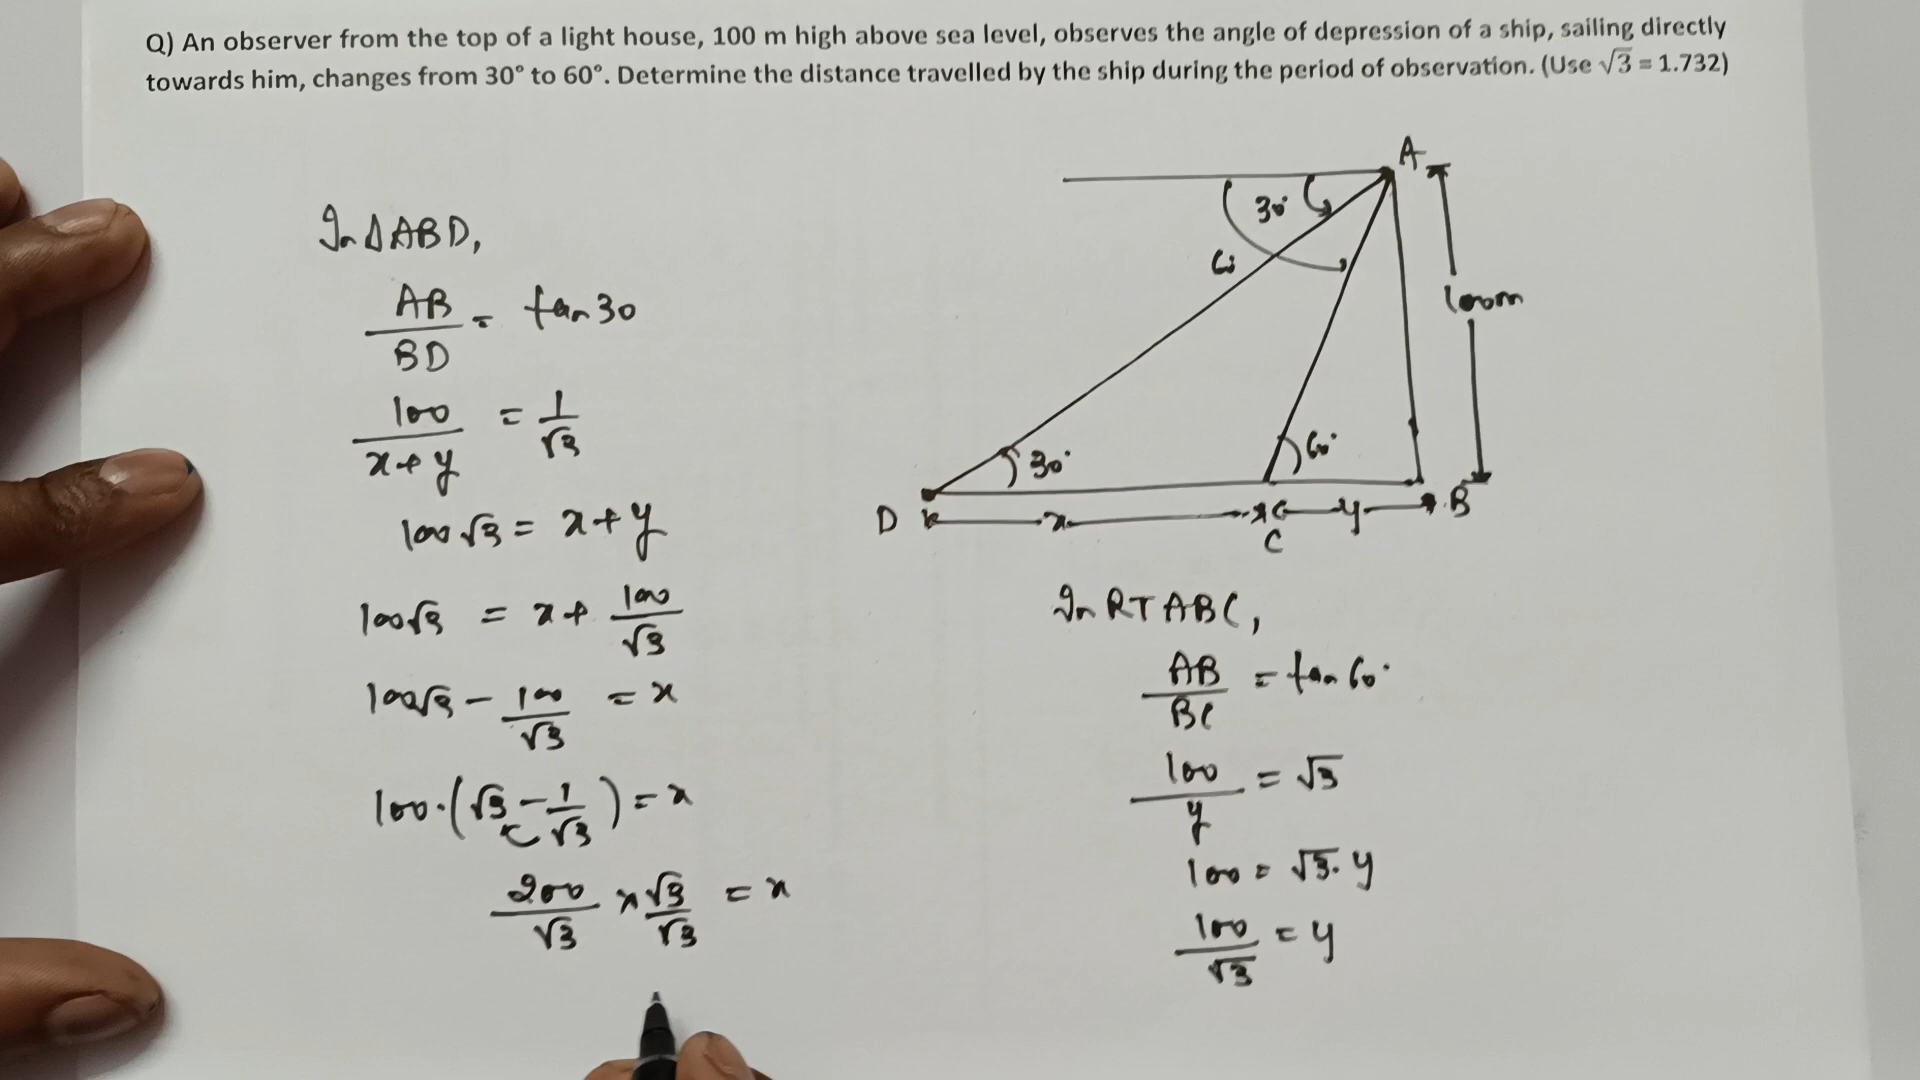 Q) An observer from the top of a light house, 100 m high above sea level, observes the angle of depression of a ship, sailing directly
towards him, changes from 30° to 60°. Determine the distance travelled by the ship during the period of observation. (Use √3 = 1.732)
In ΔABD,
AB/BD = tan 30
100/(x+y) = 1/√3
100√3 = x+y
100√3 = x + 100/√3
100√3 - 100/√3 = x
100·(√3 - 1/√3) = x
200/√3 × √3/√3 = x
A
30°
60
100m
30°
60°
D
x
C
y
B
In RT ABC,
AB/BC = tan 60°
100/y = √3
100 = √3·y
100/√3 = y